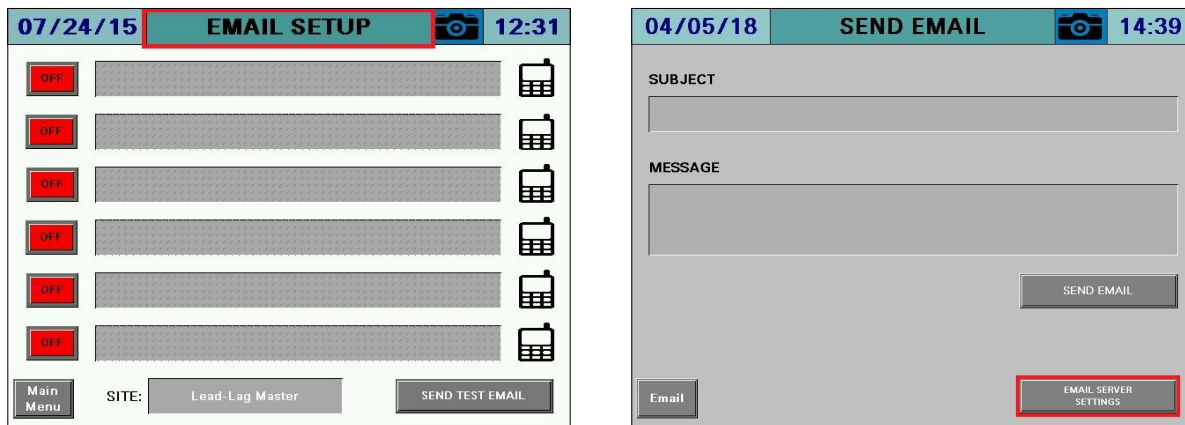 07/24/15 EMAIL SETUP 12:31
OFF
OFF
OFF
OFF
OFF
OFF
Main
Menu
SITE: Lead-Lag Master
SEND TEST EMAIL
04/05/18 SEND EMAIL 14:39
SUBJECT
MESSAGE
SEND EMAIL
Email
EMAIL SERVER
SETTINGS